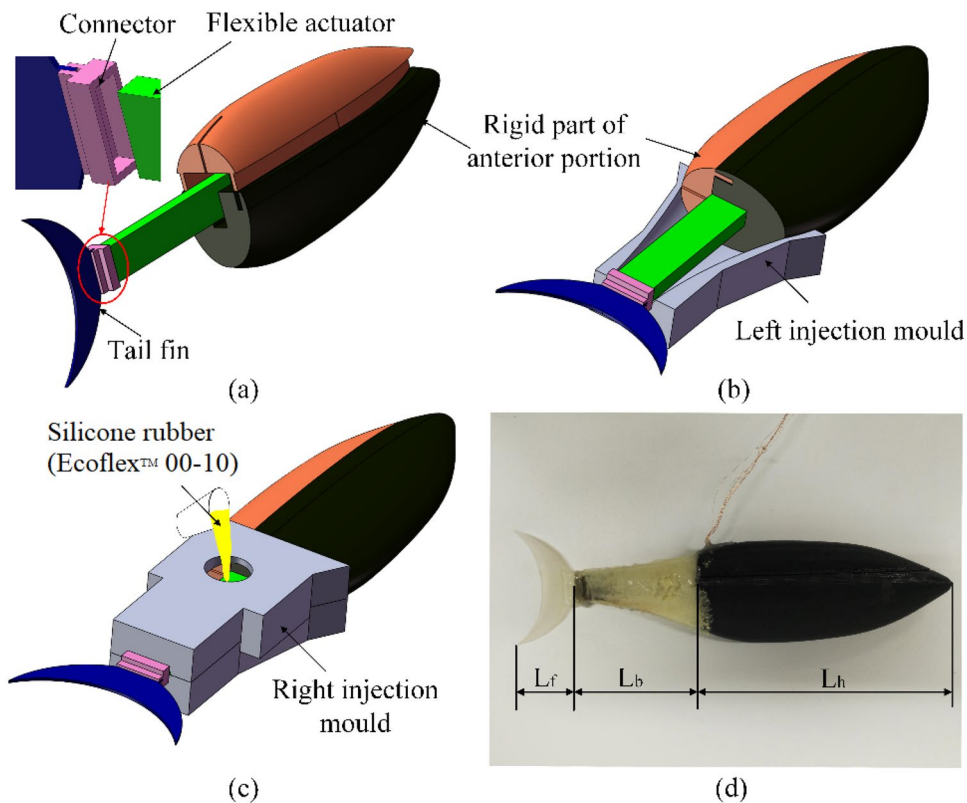 Connector
Flexible actuator
Rigid part of
anterior portion
Tail fin
Left injection mould
(a)
(b)
Silicone rubber
(Ecoflex™ 00-10)
Right injection
mould
Lf
Lb
Lh
(c)
(d)